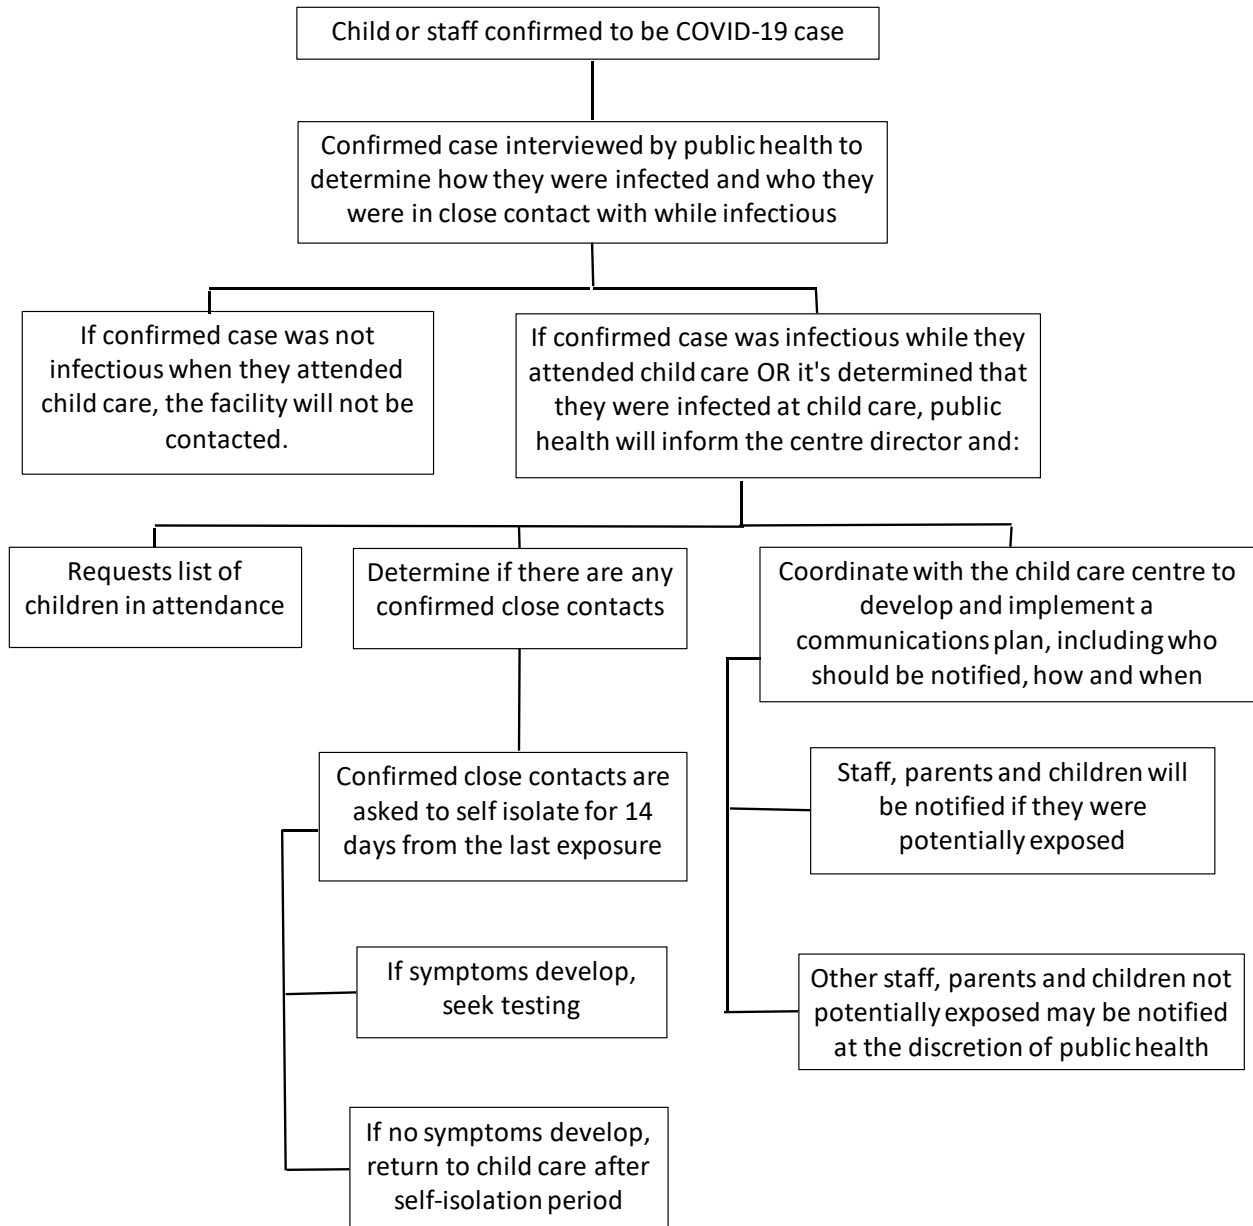 Child or staff confirmed to be COVID-19 case
Confirmed case interviewed by public health to
determine how they were infected and who they
were in close contact with while infectious
If confirmed case was not
infectious when they attended
child care, the facility will not be
contacted.
If confirmed case was infectious while they
attended child care OR it's determined that
they were infected at child care, public
health will inform the centre director and:
Requests list of
children in attendance
Determine if there are any
confirmed close contacts
Coordinate with the child care centre to
develop and implement a
communications plan, including who
should be notified, how and when
Confirmed close contacts are
asked to self isolate for 14
days from the last exposure
Staff, parents and children will
be notified if they were
potentially exposed
If symptoms develop,
seek testing
Other staff, parents and children not
potentially exposed may be notified
at the discretion of public health
If no symptoms develop,
return to child care after
self-isolation period